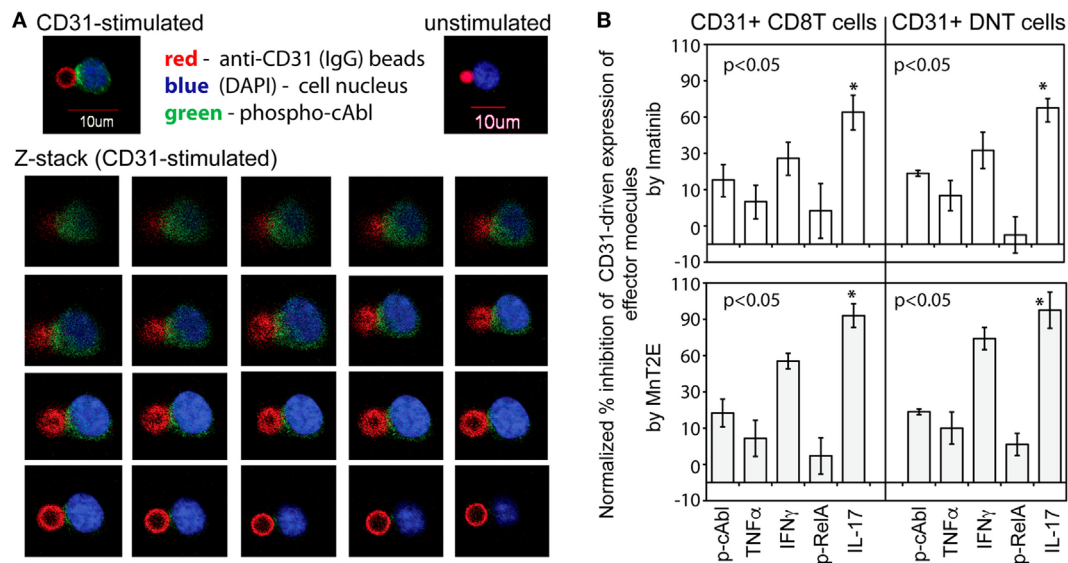 A
CD31-stimulated
unstimulated
red - anti-CD31 (IgG) beads
blue (DAPI) - cell nucleus
green - phospho-cAbl
10um
10um
Z-stack (CD31-stimulated)
B
CD31+ CD8T cells
CD31+ DNT cells
Normalized % inhibition of CD31-driven expression of
effector moecules
by Imatinib
by MnT2E
110
90
60
30
10
0
-10
p<0.05
*
p<0.05
*
110
90
60
30
10
0
-10
p<0.05
*
p<0.05
*
p-cAbl
TNFα
IFNγ
p-RelA
IL-17
p-cAbl
TNFα
IFNγ
p-RelA
IL-17